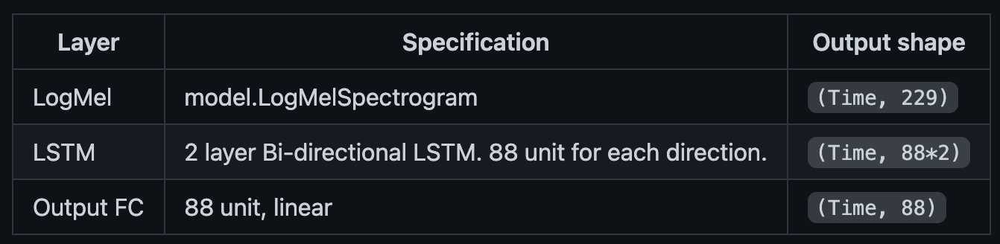 Layer Specification Output shape
LogMel model.LogMelSpectrogram (Time, 229)
LSTM 2 layer Bi-directional LSTM. 88 unit for each direction. (Time, 88*2)
Output FC 88 unit, linear (Time, 88)